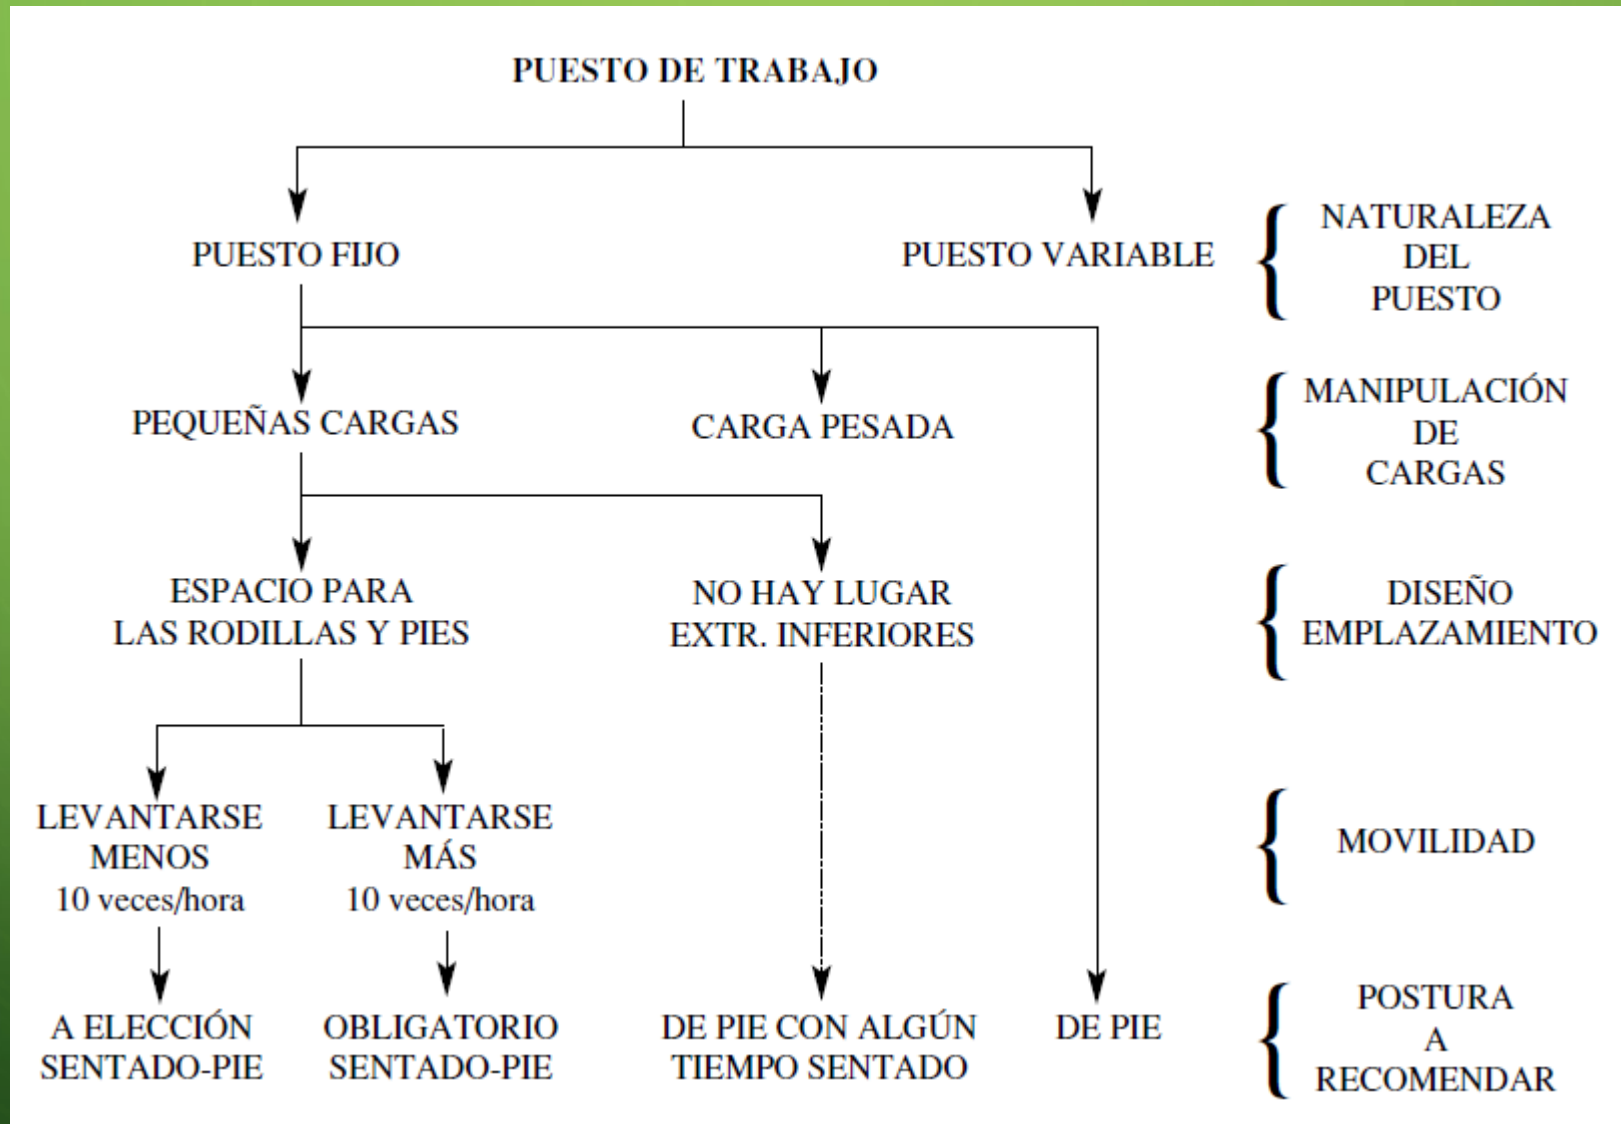 PUESTO DE TRABAJO
PUESTO FIJO
PUESTO VARIABLE
NATURALEZA
DEL
PUESTO
PEQUEÑAS CARGAS
CARGA PESADA
MANIPULACIÓN
DE
CARGAS
ESPACIO PARA
LAS RODILLAS Y PIES
NO HAY LUGAR
EXTR. INFERIORES
DISEÑO
EMPLAZAMIENTO
LEVANTARSE
MENOS
10 veces/hora
LEVANTARSE
MÁS
10 veces/hora
MOVILIDAD
A ELECCIÓN
SENTADO-PIE
OBLIGATORIO
SENTADO-PIE
DE PIE CON ALGÚN
TIEMPO SENTADO
DE PIE
POSTURA
A
RECOMENDAR